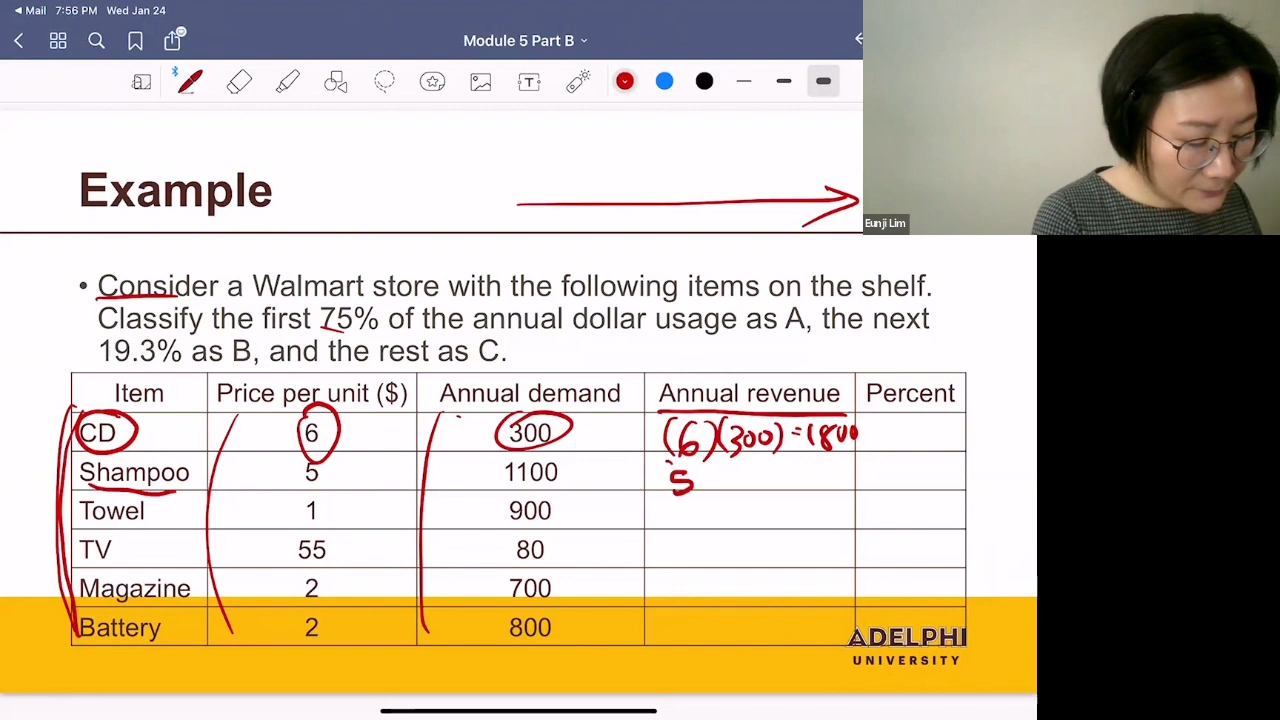 Mail 7:56 PM Wed Jan 24
Module 5 Part B
T
Eunji Lim
Example
• Consider a Walmart store with the following items on the shelf.
Classify the first 75% of the annual dollar usage as A, the next
19.3% as B, and the rest as C.
Item Price per unit ($) Annual demand Annual revenue Percent
CD 6 300 (6)(300)=1800
Shampoo 5 1100 5
Towel 1 900
TV 55 80
Magazine 2 700
Battery 2 800
ADELPHI
UNIVERSITY